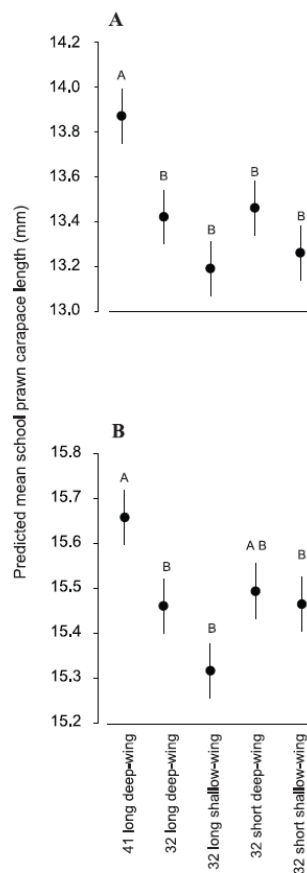 Predicted mean school prawn carapace length (mm)
A
14.2
14.0
13.8
13.6
13.4
13.2
13.0
A
B
B
B
B
B
15.8
15.7
15.6
15.5
15.4
15.3
15.2
A
B
B
A B
B
41 long deep-wing
32 long deep-wing
32 long shallow-wing
32 short deep-wing
32 short shallow-wing